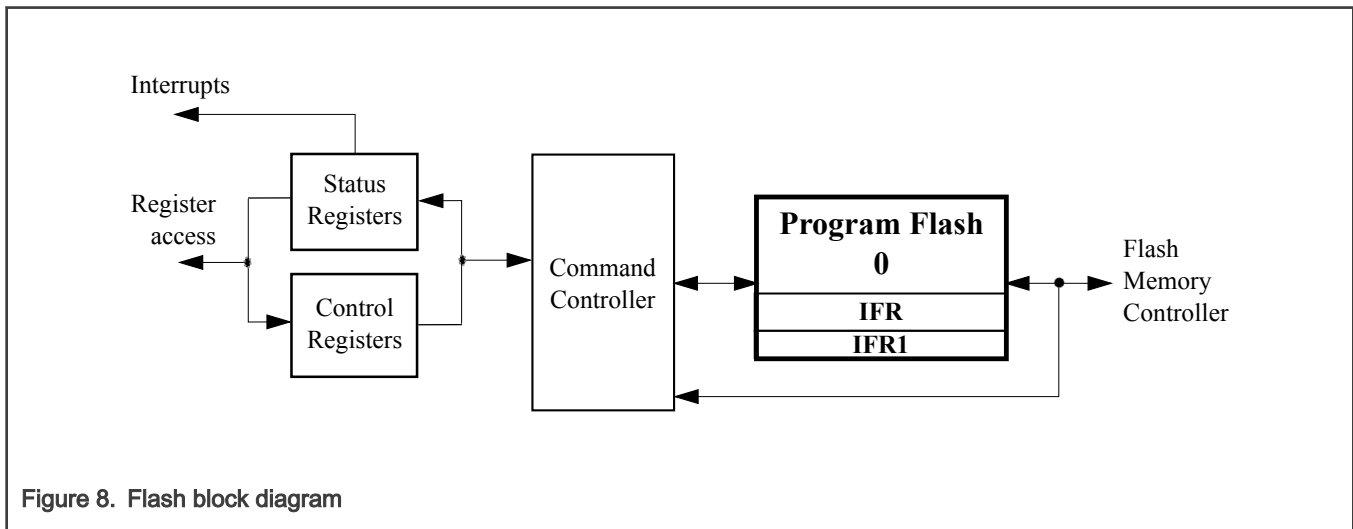 Interrupts
Register
access
Status
Registers
Control
Registers
Command
Controller
Program Flash
0
IFR
IFR1
Flash
Memory
Controller
Figure 8. Flash block diagram